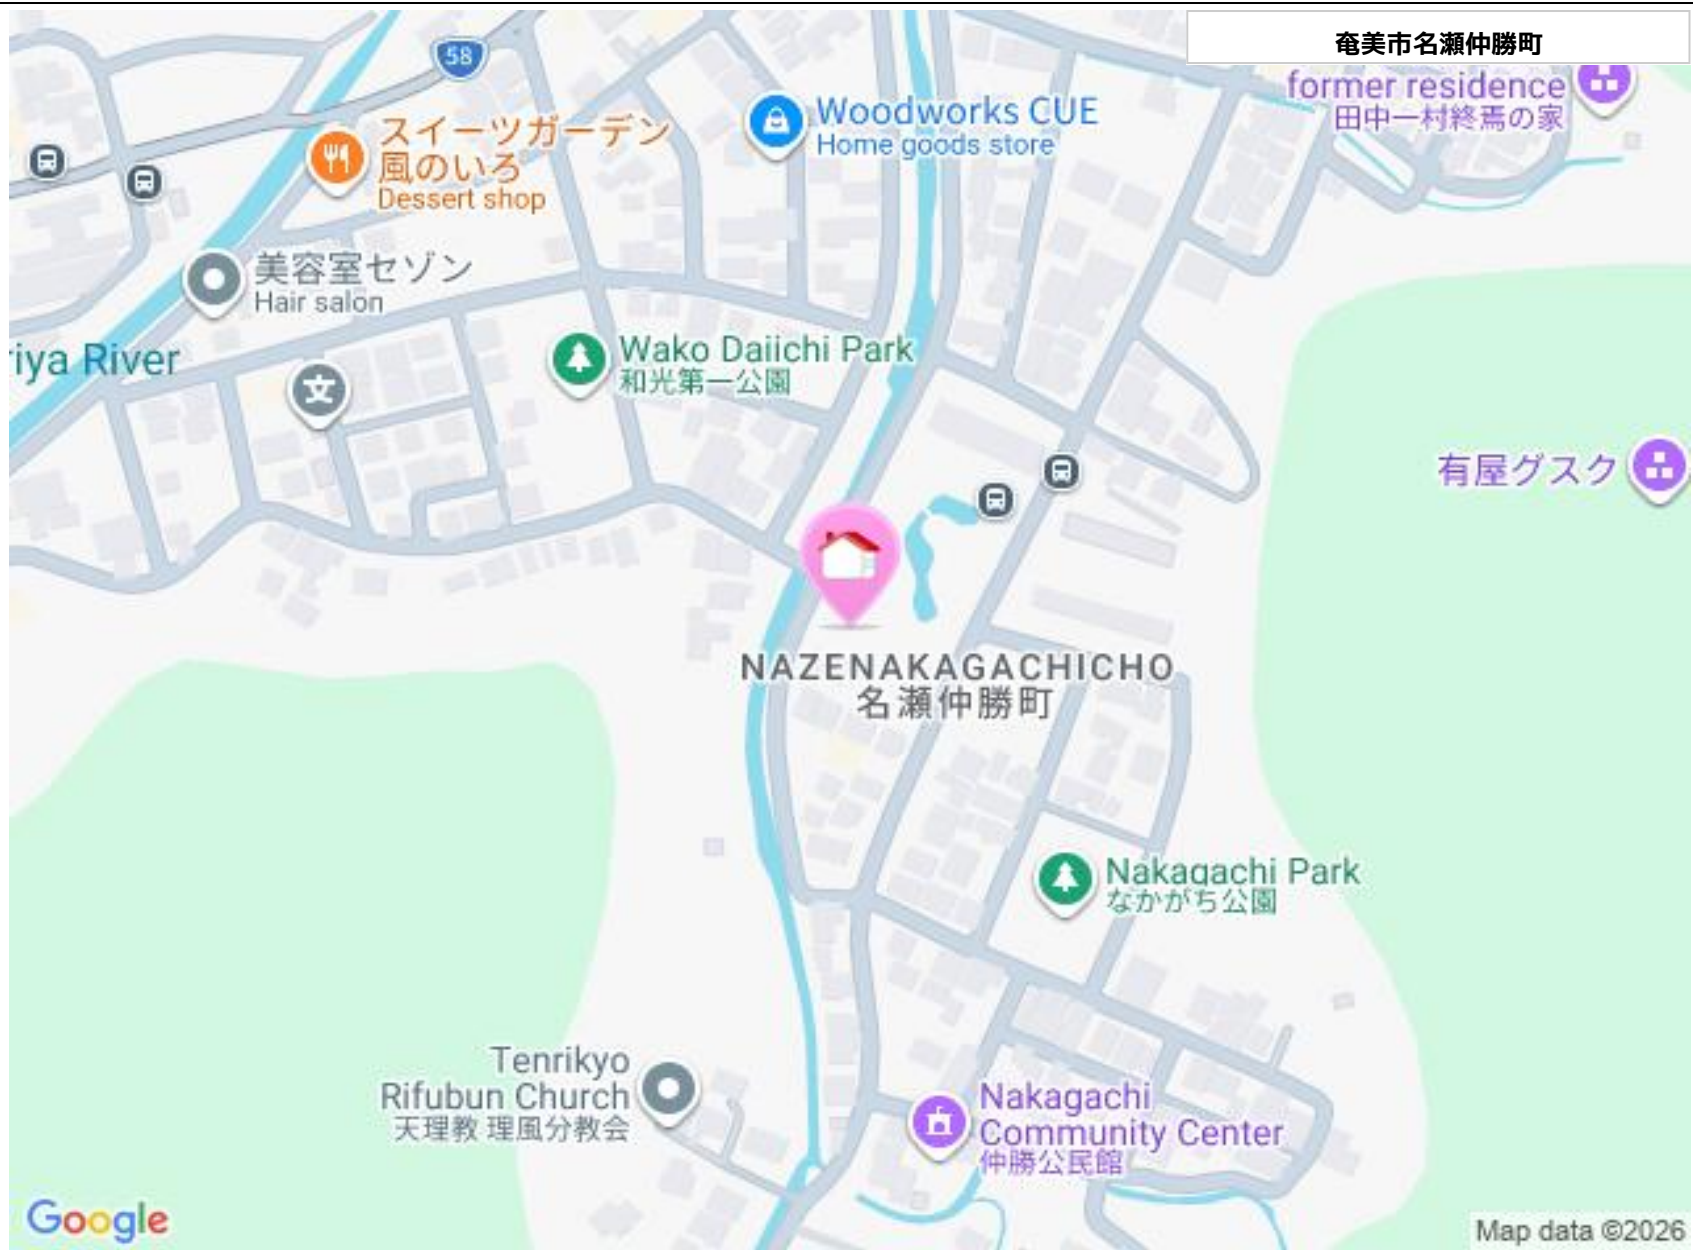 奄美市名瀬仲勝町
58
former residence
田中一村終焉の家
スイーツガーデン
風のいろ
Dessert shop
Woodworks CUE
Home goods store
美容室セゾン
Hair salon
riya River
Wako Daiichi Park
和光第一公園
文
有屋グスク
NAZENAKAGACHICHO
名瀬仲勝町
Nakagachi Park
なかがち公園
Tenrikyo
Rifubun Church
天理教 理風分教会
Nakagachi
Community Center
仲勝公民館
Google
Map data ©2026